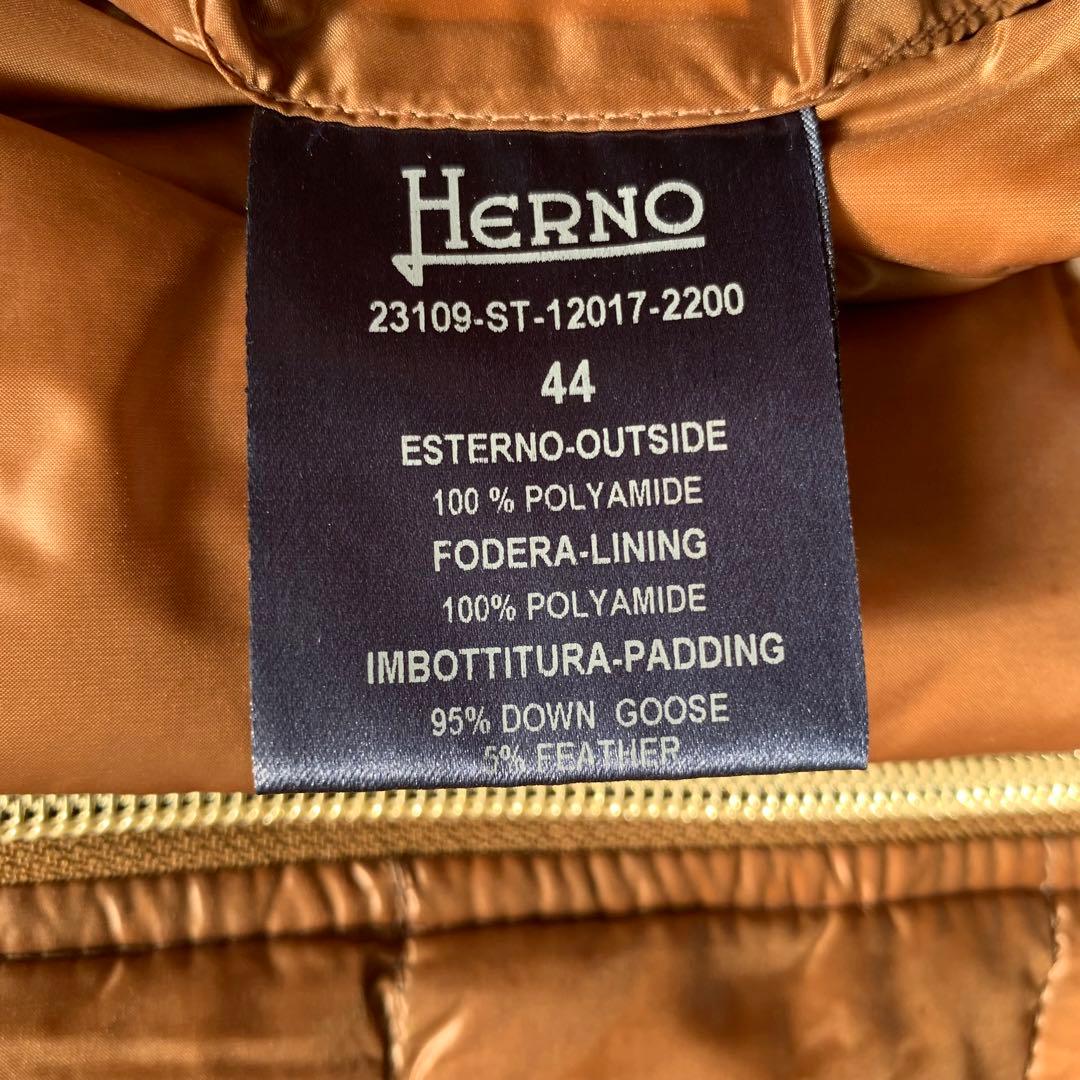 HERNO
23109-ST-12017-2200
44
ESTERNO-OUTSIDE
100 % POLYAMIDE
FODERA-LINING
100% POLYAMIDE
IMBOTTITURA-PADDING
95% DOWN GOOSE
5% FEATHER